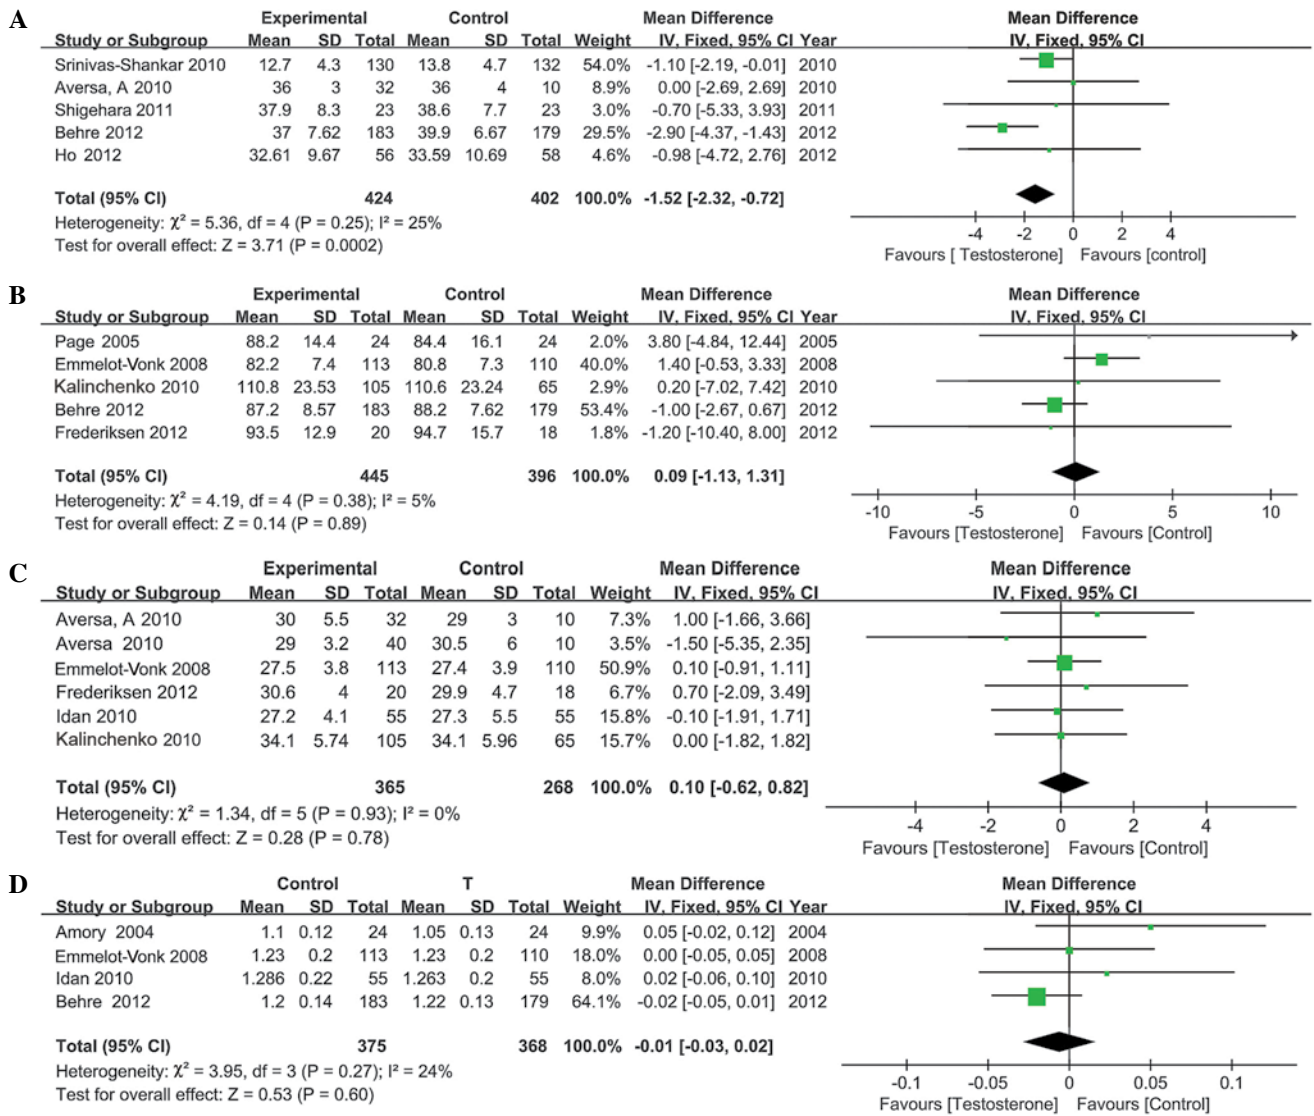 A
Experimental Control Mean Difference Mean Difference
Study or Subgroup Mean SD Total Mean SD Total Weight IV, Fixed, 95% CI Year IV, Fixed, 95% CI
Srinivas-Shankar 2010 12.7 4.3 130 13.8 4.7 132 54.0% -1.10 [-2.19, -0.01] 2010
Aversa, A 2010 36 3 32 36 4 10 8.9% 0.00 [-2.69, 2.69] 2010
Shigehara 2011 37.9 8.3 23 38.6 7.7 23 3.0% -0.70 [-5.33, 3.93] 2011
Behre 2012 37 7.62 183 39.9 6.67 179 29.5% -2.90 [-4.37, -1.43] 2012
Ho 2012 32.61 9.67 56 33.59 10.69 58 4.6% -0.98 [-4.72, 2.76] 2012
Total (95% CI) 424 402 100.0% -1.52 [-2.32, -0.72]
Heterogeneity: χ² = 5.36, df = 4 (P = 0.25); I² = 25%
Test for overall effect: Z = 3.71 (P = 0.0002)
-4 -2 0 2 4
Favours [ Testosterone] Favours [control]
B
Experimental Control Mean Difference Mean Difference
Study or Subgroup Mean SD Total Mean SD Total Weight IV, Fixed, 95% CI Year IV, Fixed, 95% CI
Page 2005 88.2 14.4 24 84.4 16.1 24 2.0% 3.80 [-4.84, 12.44] 2005
Emmelot-Vonk 2008 82.2 7.4 113 80.8 7.3 110 40.0% 1.40 [-0.53, 3.33] 2008
Kalinchenko 2010 110.8 23.53 105 110.6 23.24 65 2.9% 0.20 [-7.02, 7.42] 2010
Behre 2012 87.2 8.57 183 88.2 7.62 179 53.4% -1.00 [-2.67, 0.67] 2012
Frederiksen 2012 93.5 12.9 20 94.7 15.7 18 1.8% -1.20 [-10.40, 8.00] 2012
Total (95% CI) 445 396 100.0% 0.09 [-1.13, 1.31]
Heterogeneity: χ² = 4.19, df = 4 (P = 0.38); I² = 5%
Test for overall effect: Z = 0.14 (P = 0.89)
-10 -5 0 5 10
Favours [Testosterone] Favours [Control]
C
Experimental Control Mean Difference Mean Difference
Study or Subgroup Mean SD Total Mean SD Total Weight IV, Fixed, 95% CI IV, Fixed, 95% CI
Aversa, A 2010 30 5.5 32 29 3 10 7.3% 1.00 [-1.66, 3.66]
Aversa 2010 29 3.2 40 30.5 6 10 3.5% -1.50 [-5.35, 2.35]
Emmelot-Vonk 2008 27.5 3.8 113 27.4 3.9 110 50.9% 0.10 [-0.91, 1.11]
Frederiksen 2012 30.6 4 20 29.9 4.7 18 6.7% 0.70 [-2.09, 3.49]
Idan 2010 27.2 4.1 55 27.3 5.5 55 15.8% -0.10 [-1.91, 1.71]
Kalinchenko 2010 34.1 5.74 105 34.1 5.96 65 15.7% 0.00 [-1.82, 1.82]
Total (95% CI) 365 268 100.0% 0.10 [-0.62, 0.82]
Heterogeneity: χ² = 1.34, df = 5 (P = 0.93); I² = 0%
Test for overall effect: Z = 0.28 (P = 0.78)
-4 -2 0 2 4
Favours [Testosterone] Favours [Control]
D
Control T Mean Difference Mean Difference
Study or Subgroup Mean SD Total Mean SD Total Weight IV, Fixed, 95% CI Year IV, Fixed, 95% CI
Amory 2004 1.1 0.12 24 1.05 0.13 24 9.9% 0.05 [-0.02, 0.12] 2004
Emmelot-Vonk 2008 1.23 0.2 113 1.23 0.2 110 18.0% 0.00 [-0.05, 0.05] 2008
Idan 2010 1.286 0.22 55 1.263 0.2 55 8.0% 0.02 [-0.06, 0.10] 2010
Behre 2012 1.2 0.14 183 1.22 0.13 179 64.1% -0.02 [-0.05, 0.01] 2012
Total (95% CI) 375 368 100.0% -0.01 [-0.03, 0.02]
Heterogeneity: χ² = 3.95, df = 3 (P = 0.27); I² = 24%
Test for overall effect: Z = 0.53 (P = 0.60)
-0.1 -0.05 0 0.05 0.1
Favours [Testosterone] Favours [Control]